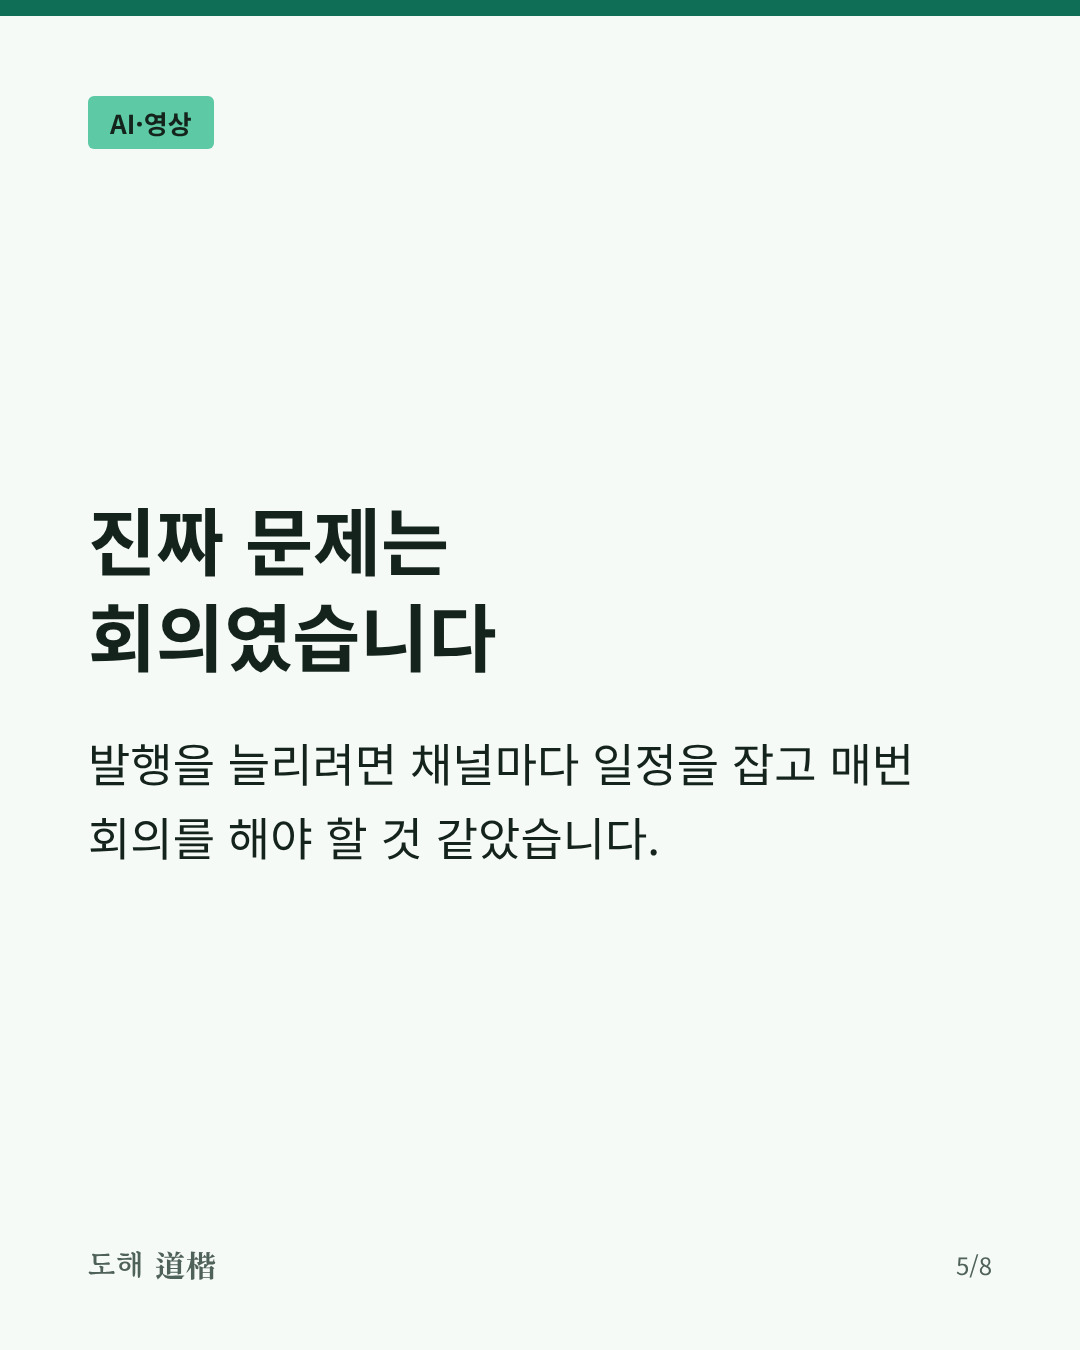 AI·영상
진짜 문제는
회의였습니다
발행을 늘리려면 채널마다 일정을 잡고 매번
회의를 해야 할 것 같았습니다.
도해 道楷
5/8